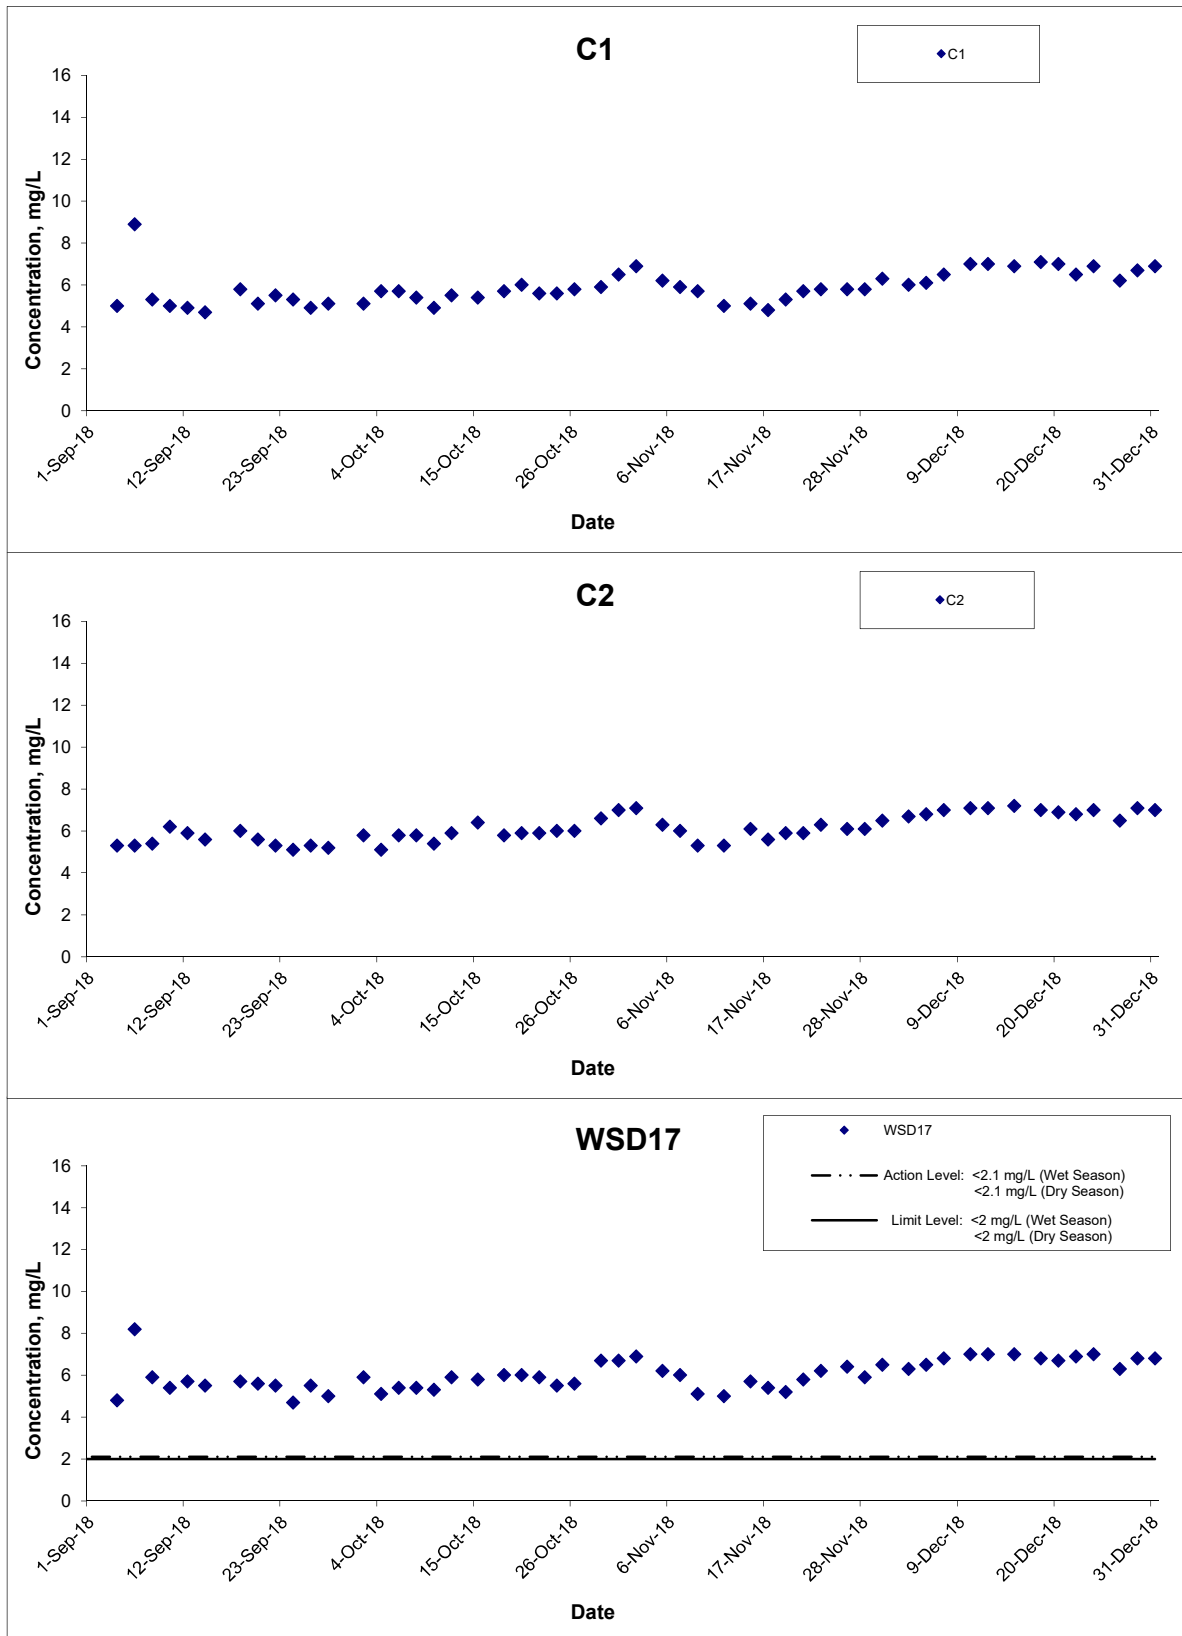 C1
C1
Concentration, mg/L
16
14
12
10
8
6
4
2
0
1-Sep-18
12-Sep-18
23-Sep-18
4-Oct-18
15-Oct-18
26-Oct-18
6-Nov-18
17-Nov-18
28-Nov-18
9-Dec-18
20-Dec-18
31-Dec-18
Date
C2
C2
Concentration, mg/L
16
14
12
10
8
6
4
2
0
1-Sep-18
12-Sep-18
23-Sep-18
4-Oct-18
15-Oct-18
26-Oct-18
6-Nov-18
17-Nov-18
28-Nov-18
9-Dec-18
20-Dec-18
31-Dec-18
Date
WSD17
WSD17
Action Level: <2.1 mg/L (Wet Season)
<2.1 mg/L (Dry Season)
Limit Level: <2 mg/L (Wet Season)
<2 mg/L (Dry Season)
Concentration, mg/L
16
14
12
10
8
6
4
2
0
1-Sep-18
12-Sep-18
23-Sep-18
4-Oct-18
15-Oct-18
26-Oct-18
6-Nov-18
17-Nov-18
28-Nov-18
9-Dec-18
20-Dec-18
31-Dec-18
Date